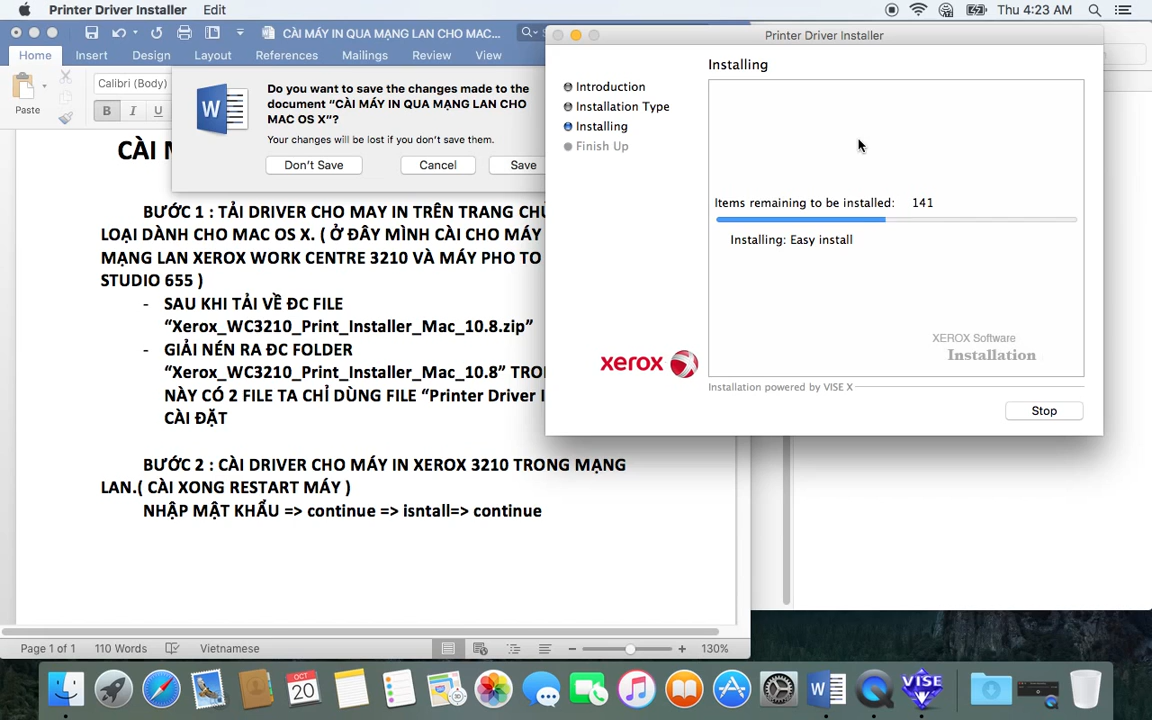 Printer Driver Installer Edit
Thu 4:23 AM
CÀI MÁY IN QUA MẠNG LAN CHO MAC...
Home Insert Design Layout References Mailings Review View
Paste
Calibri (Body)
B I U
Do you want to save the changes made to the
document “CÀI MÁY IN QUA MẠNG LAN CHO
MAC OS X”?
Your changes will be lost if you don’t save them.
Don’t Save Cancel Save
CÀI
BƯỚC 1 : TẢI DRIVER CHO MAY IN TRÊN TRANG
LOẠI DÀNH CHO MAC OS X. ( Ở ĐÂY MÌNH CÀI CHO MÁY
MẠNG LAN XEROX WORK CENTRE 3210 VÀ MÁY PHO TO
STUDIO 655 )
- SAU KHI TẢI VỀ ĐC FILE
“Xerox_WC3210_Print_Installer_Mac_10.8.zip”
- GIẢI NÉN RA ĐC FOLDER
“Xerox_WC3210_Print_Installer_Mac_10.8”
NÀY CÓ 2 FILE TA CHỈ DÙNG FILE “Printer Driver
CÀI ĐẶT
BƯỚC 2 : CÀI DRIVER CHO MÁY IN XEROX 3210 TRONG MẠNG
LAN.( CÀI XONG RESTART MÁY )
NHẬP MẬT KHẨU => continue => isntall=> continue
Page 1 of 1 110 Words Vietnamese
130%
Printer Driver Installer
Installing
Introduction
Installation Type
Installing
Finish Up
Items remaining to be installed: 141
Installing: Easy install
XEROX Software
Installation
xerox
Installation powered by VISE X
Stop
OCT
20
VISE